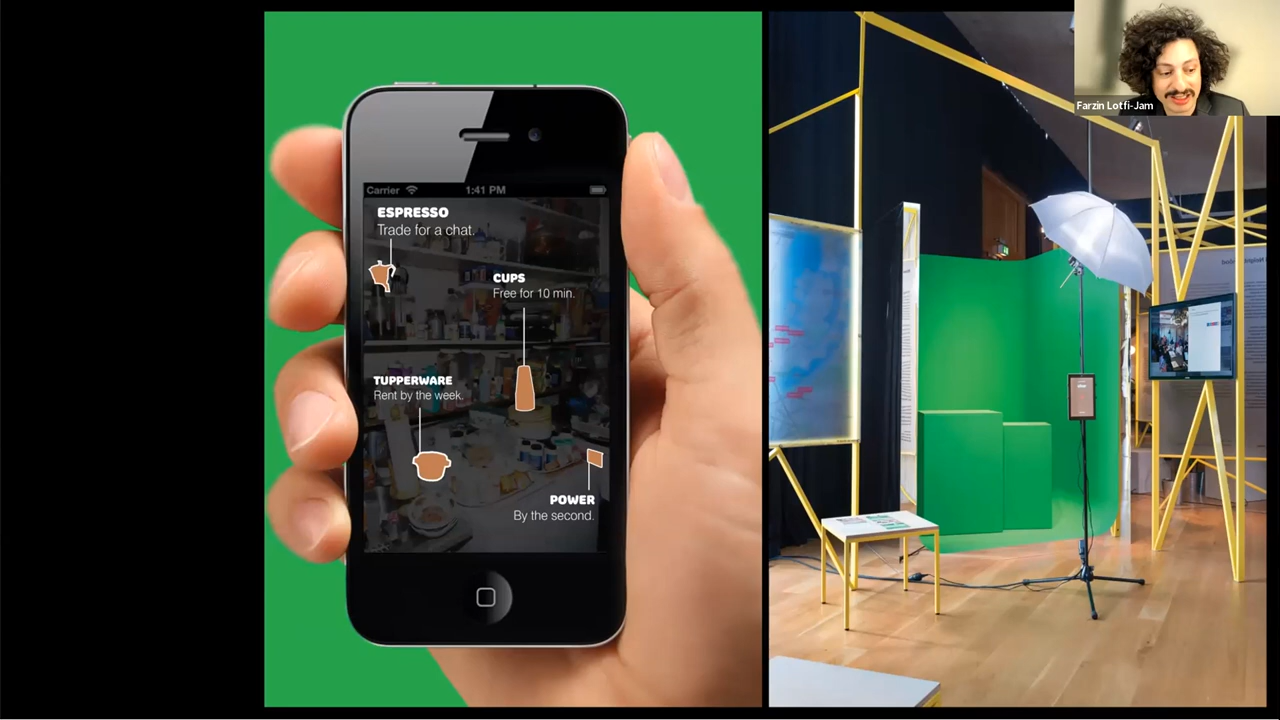 Carrier
1:41 PM
ESPRESSO
Trade for a chat.
CUPS
Free for 10 min.
TUPPERWARE
Rent by the week.
POWER
By the second.
Farzin Lotfi-Jam